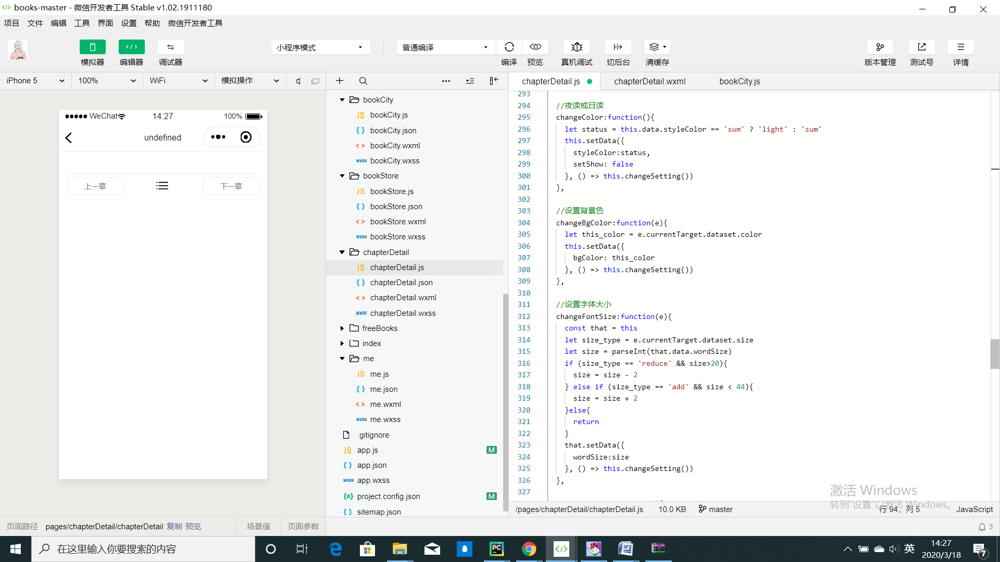 books-master - 微信开发者工具 Stable v1.02.1911180
项目 文件 编辑 工具 界面 设置 帮助 微信开发者工具
模拟器 编辑器 调试器
小程序模式
普通编译
编译 预览 真机调试 切后台 清缓存
版本管理 测试号 详情
iPhone 5 100% WiFi 模拟操作
chapterDetail.js chapterDetail.wxml bookCity.js
WeChat 14:27 100%
undefined
上一章 下一章
bookCity
JS bookCity.js
{ } bookCity.json
< > bookCity.wxml
wxss bookCity.wxss
bookStore
JS bookStore.js
{ } bookStore.json
< > bookStore.wxml
wxss bookStore.wxss
chapterDetail
JS chapterDetail.js
{ } chapterDetail.json
< > chapterDetail.wxml
wxss chapterDetail.wxss
freeBooks
index
me
JS me.js
{ } me.json
< > me.wxml
wxss me.wxss
.gitignore
JS app.js M
{ } app.json
wxss app.wxss
project.config.json M
{ } sitemap.json
293
294 //夜读或日读
295 changeColor:function(){
296 let status = this.data.styleColor == 'sum' ? 'light' : 'sum'
297 this.setData({
298 styleColor:status,
299 setShow: false
300 }, () => this.changeSetting())
301 },
302
303 //设置背景色
304 changeBgColor:function(e){
305 let this_color = e.currentTarget.dataset.color
306 this.setData({
307 bgColor: this_color
308 }, () => this.changeSetting())
309 },
310
311 //设置字体大小
312 changeFontSize:function(e){
313 const that = this
314 let size_type = e.currentTarget.dataset.size
315 let size = parseInt(that.data.wordSize)
316 if (size_type == 'reduce' && size>20){
317 size = size - 2
318 } else if (size_type == 'add' && size < 44){
319 size = size + 2
320 }else{
321 return
322 }
323 that.setData({
324 wordSize:size
325 }, () => this.changeSetting())
326 },
327
激活 Windows
转到"设置"以激活 Windows。
/pages/chapterDetail/chapterDetail.js 10.0 KB master 行 94，列 5 JavaScript
页面路径 pages/chapterDetail/chapterDetail 复制 预览 场景值 页面参数 3
在这里输入你要搜索的内容
PC
英 14:27
2020/3/18
7